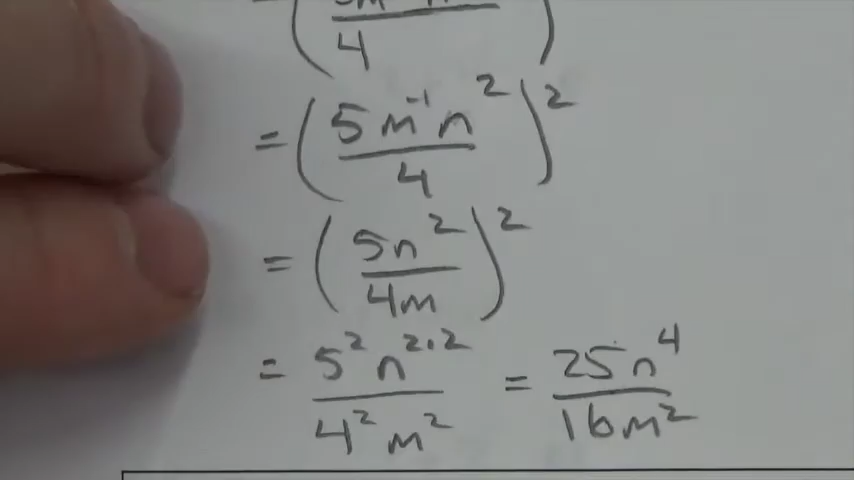 4
= (5m⁻¹n²/4)²
= (5n²/4m)²
= 5²n²·²/4²m² = 25n⁴/16m²